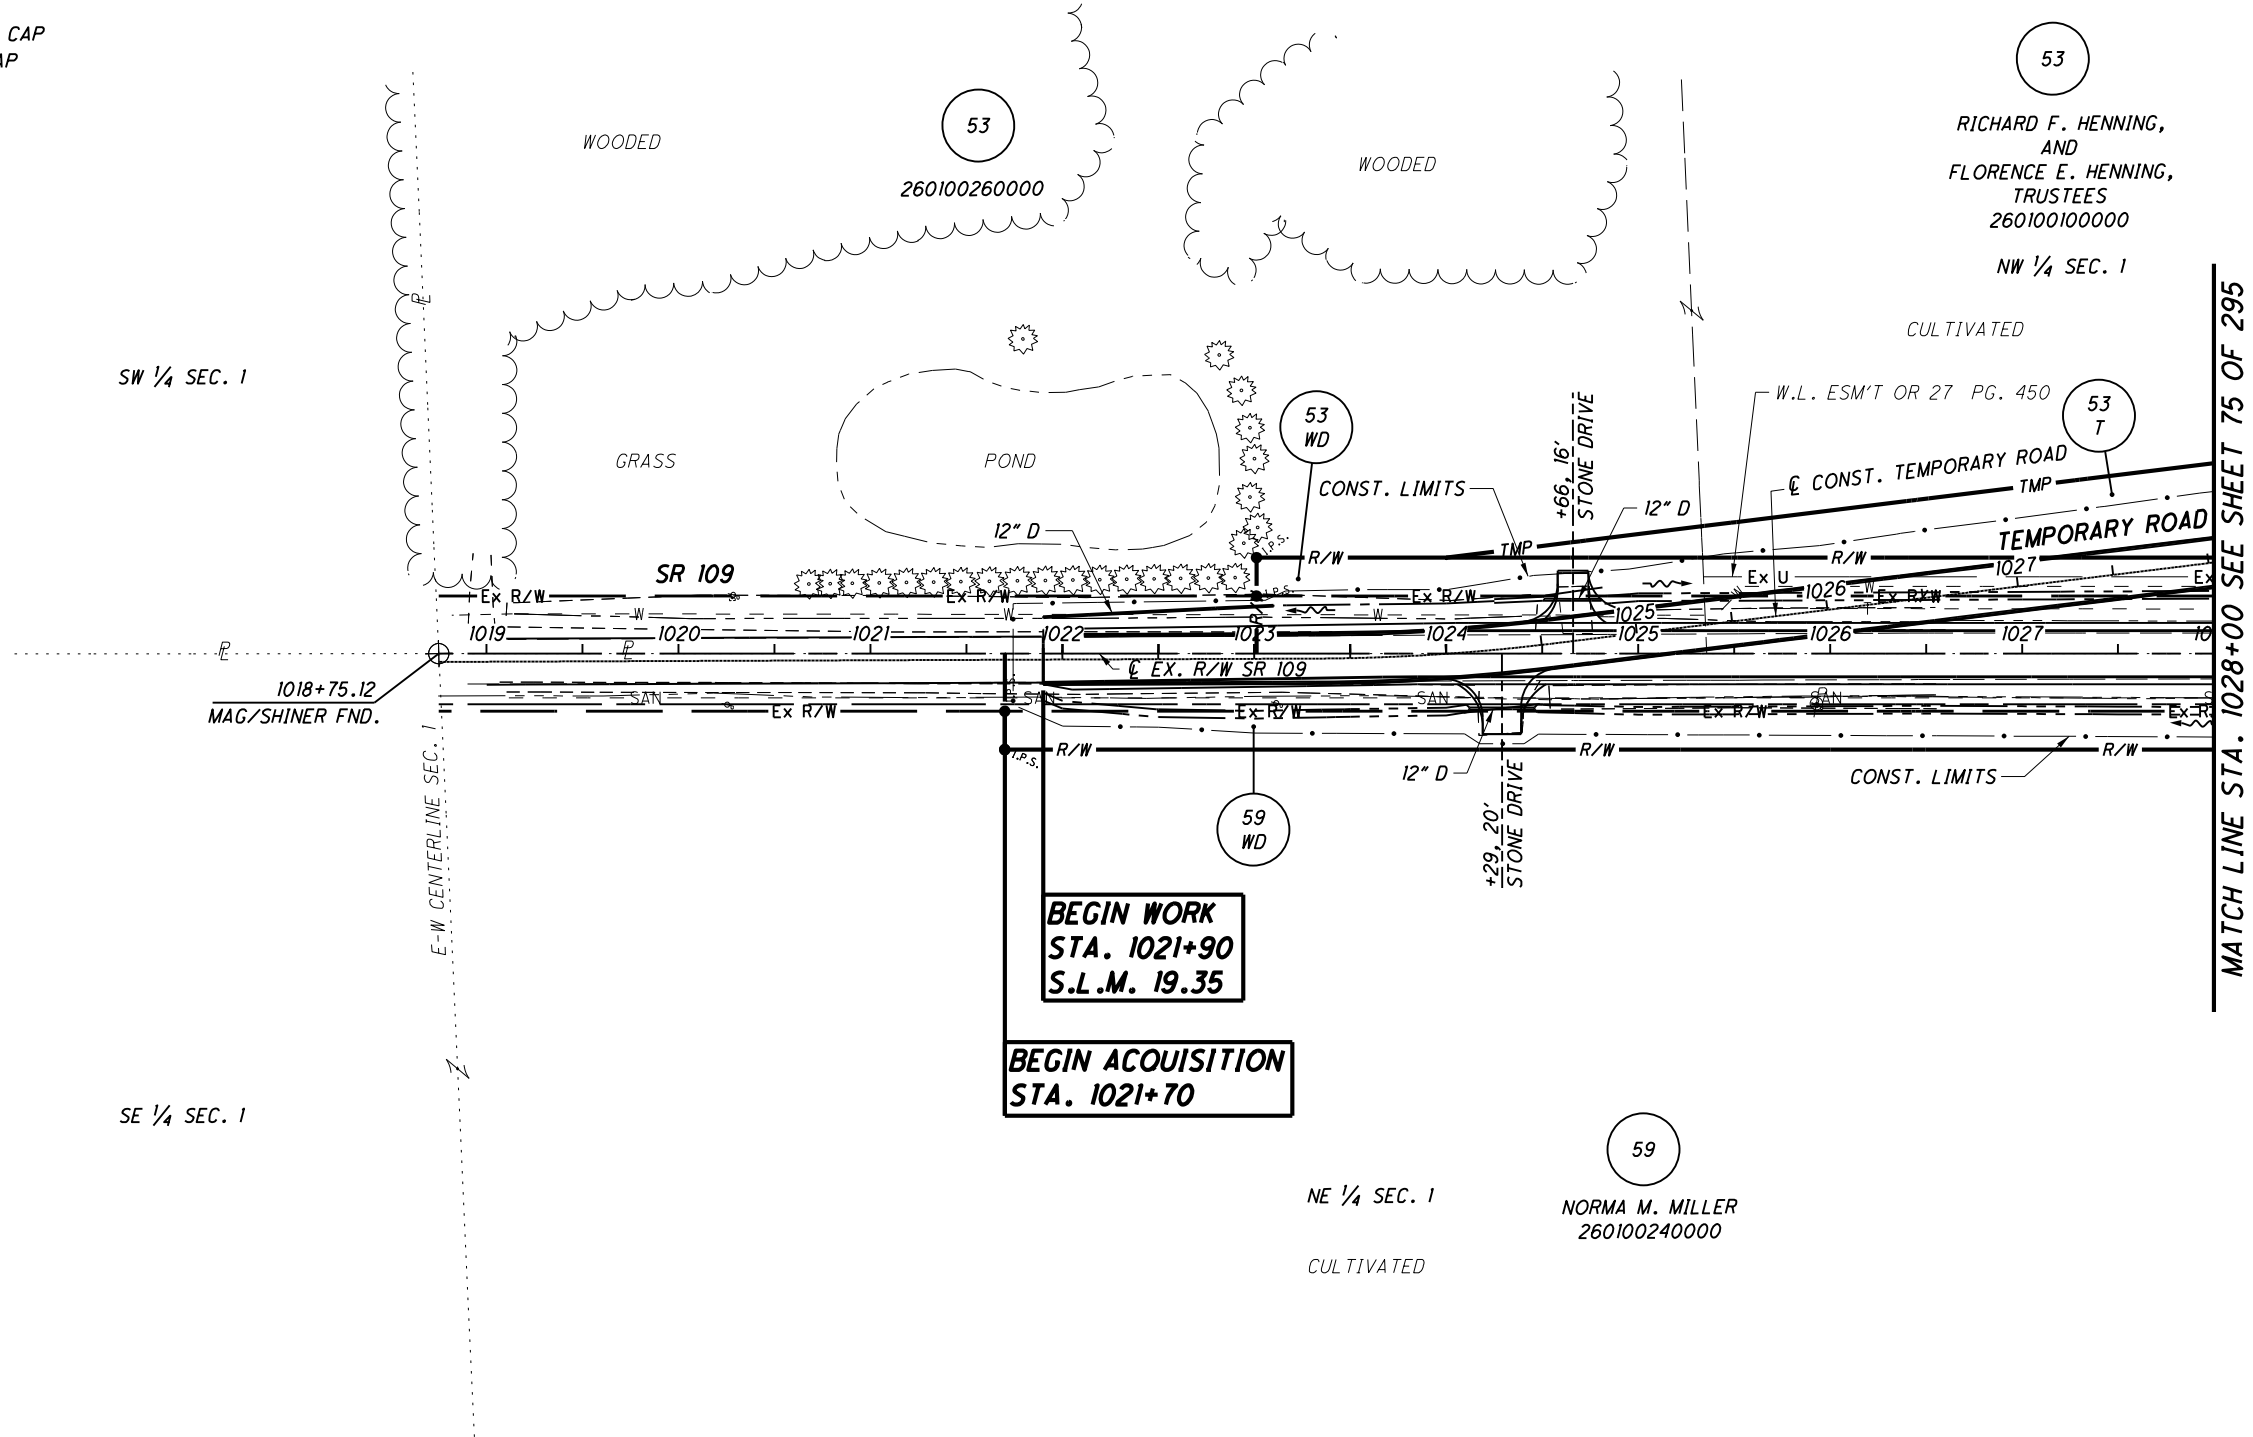 CAP
AP
53
RICHARD F. HENNING,
AND
FLORENCE E. HENNING,
TRUSTEES
260100100000
NW 1/4 SEC. 1
53
260100260000
WOODED
WOODED
CULTIVATED
SW 1/4 SEC. 1
GRASS
POND
53
WD
CONST. LIMITS
+66, 16'
STONE DRIVE
12" D
W.L. ESM'T OR 27 PG. 450
53
T
℄ CONST. TEMPORARY ROAD
TMP
TEMPORARY ROAD
12" D
I.P.S.
R/W
TMP
R/W
SR 109
Ex R/W
Ex R/W
I.P.S.
Ex R/W
Ex U
Ex R/W
Ex
1025
1026
1027
W
W
W
W
W
T
R/W
1019
1020
1021
1022
1023
1024
1025
1026
1027
10
℄ EX. R/W SR 109
1018+75.12
MAG/SHINER FND.
SAN
SAN
SAN
SAN
S
Ex R/W
Ex R/W
Ex R/W
Ex R
I.P.S.
I.P.S.
R/W
R/W
R/W
12" D
CONST. LIMITS
+29, 20'
STONE DRIVE
59
WD
E-W CENTERLINE SEC. 1
BEGIN WORK
STA. 1021+90
S.L.M. 19.35
BEGIN ACQUISITION
STA. 1021+70
SE 1/4 SEC. 1
NE 1/4 SEC. 1
CULTIVATED
59
NORMA M. MILLER
260100240000
MATCH LINE STA. 1028+00 SEE SHEET 75 OF 295